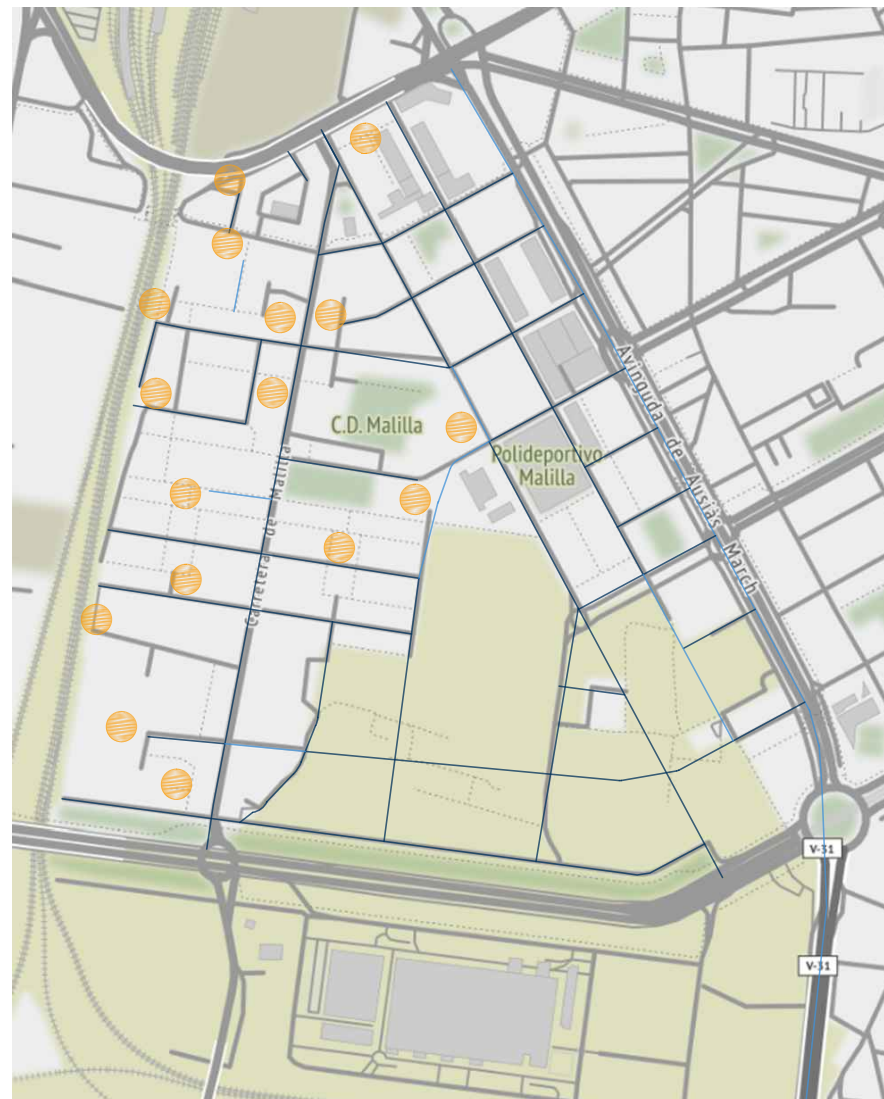 C.D. Malilla
Polideportivo
Malilla
Avinguda de Ausiàs March
Carretera de Malilla
V-31
V-31